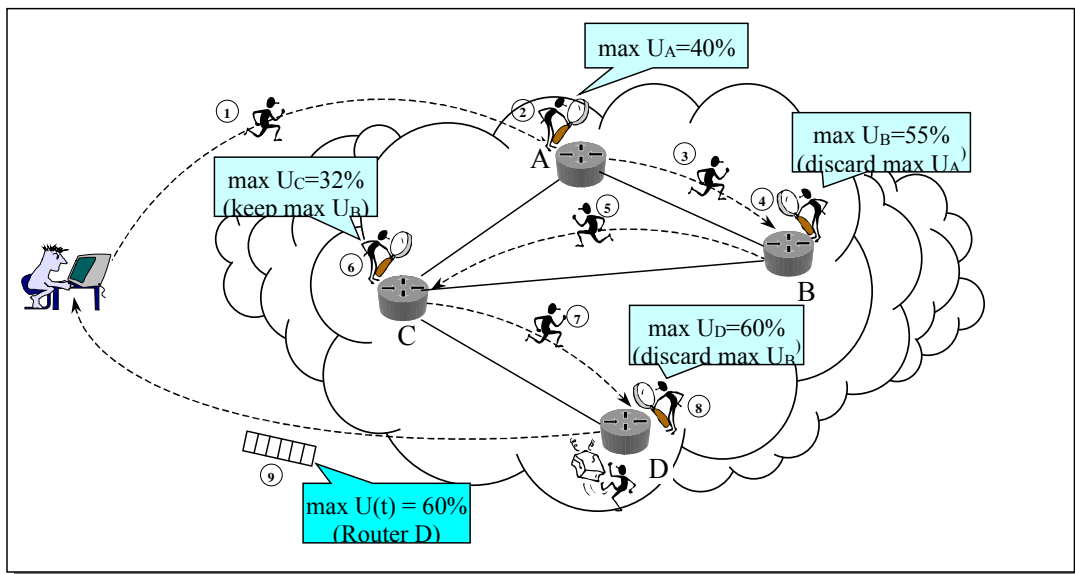 max UA=40%
1
2
A
3
max UB=55%
(discard max UA)
max UC=32%
(keep max UB)
4
5
6
B
C
7
max UD=60%
(discard max UB)
8
D
9
max U(t) = 60%
(Router D)